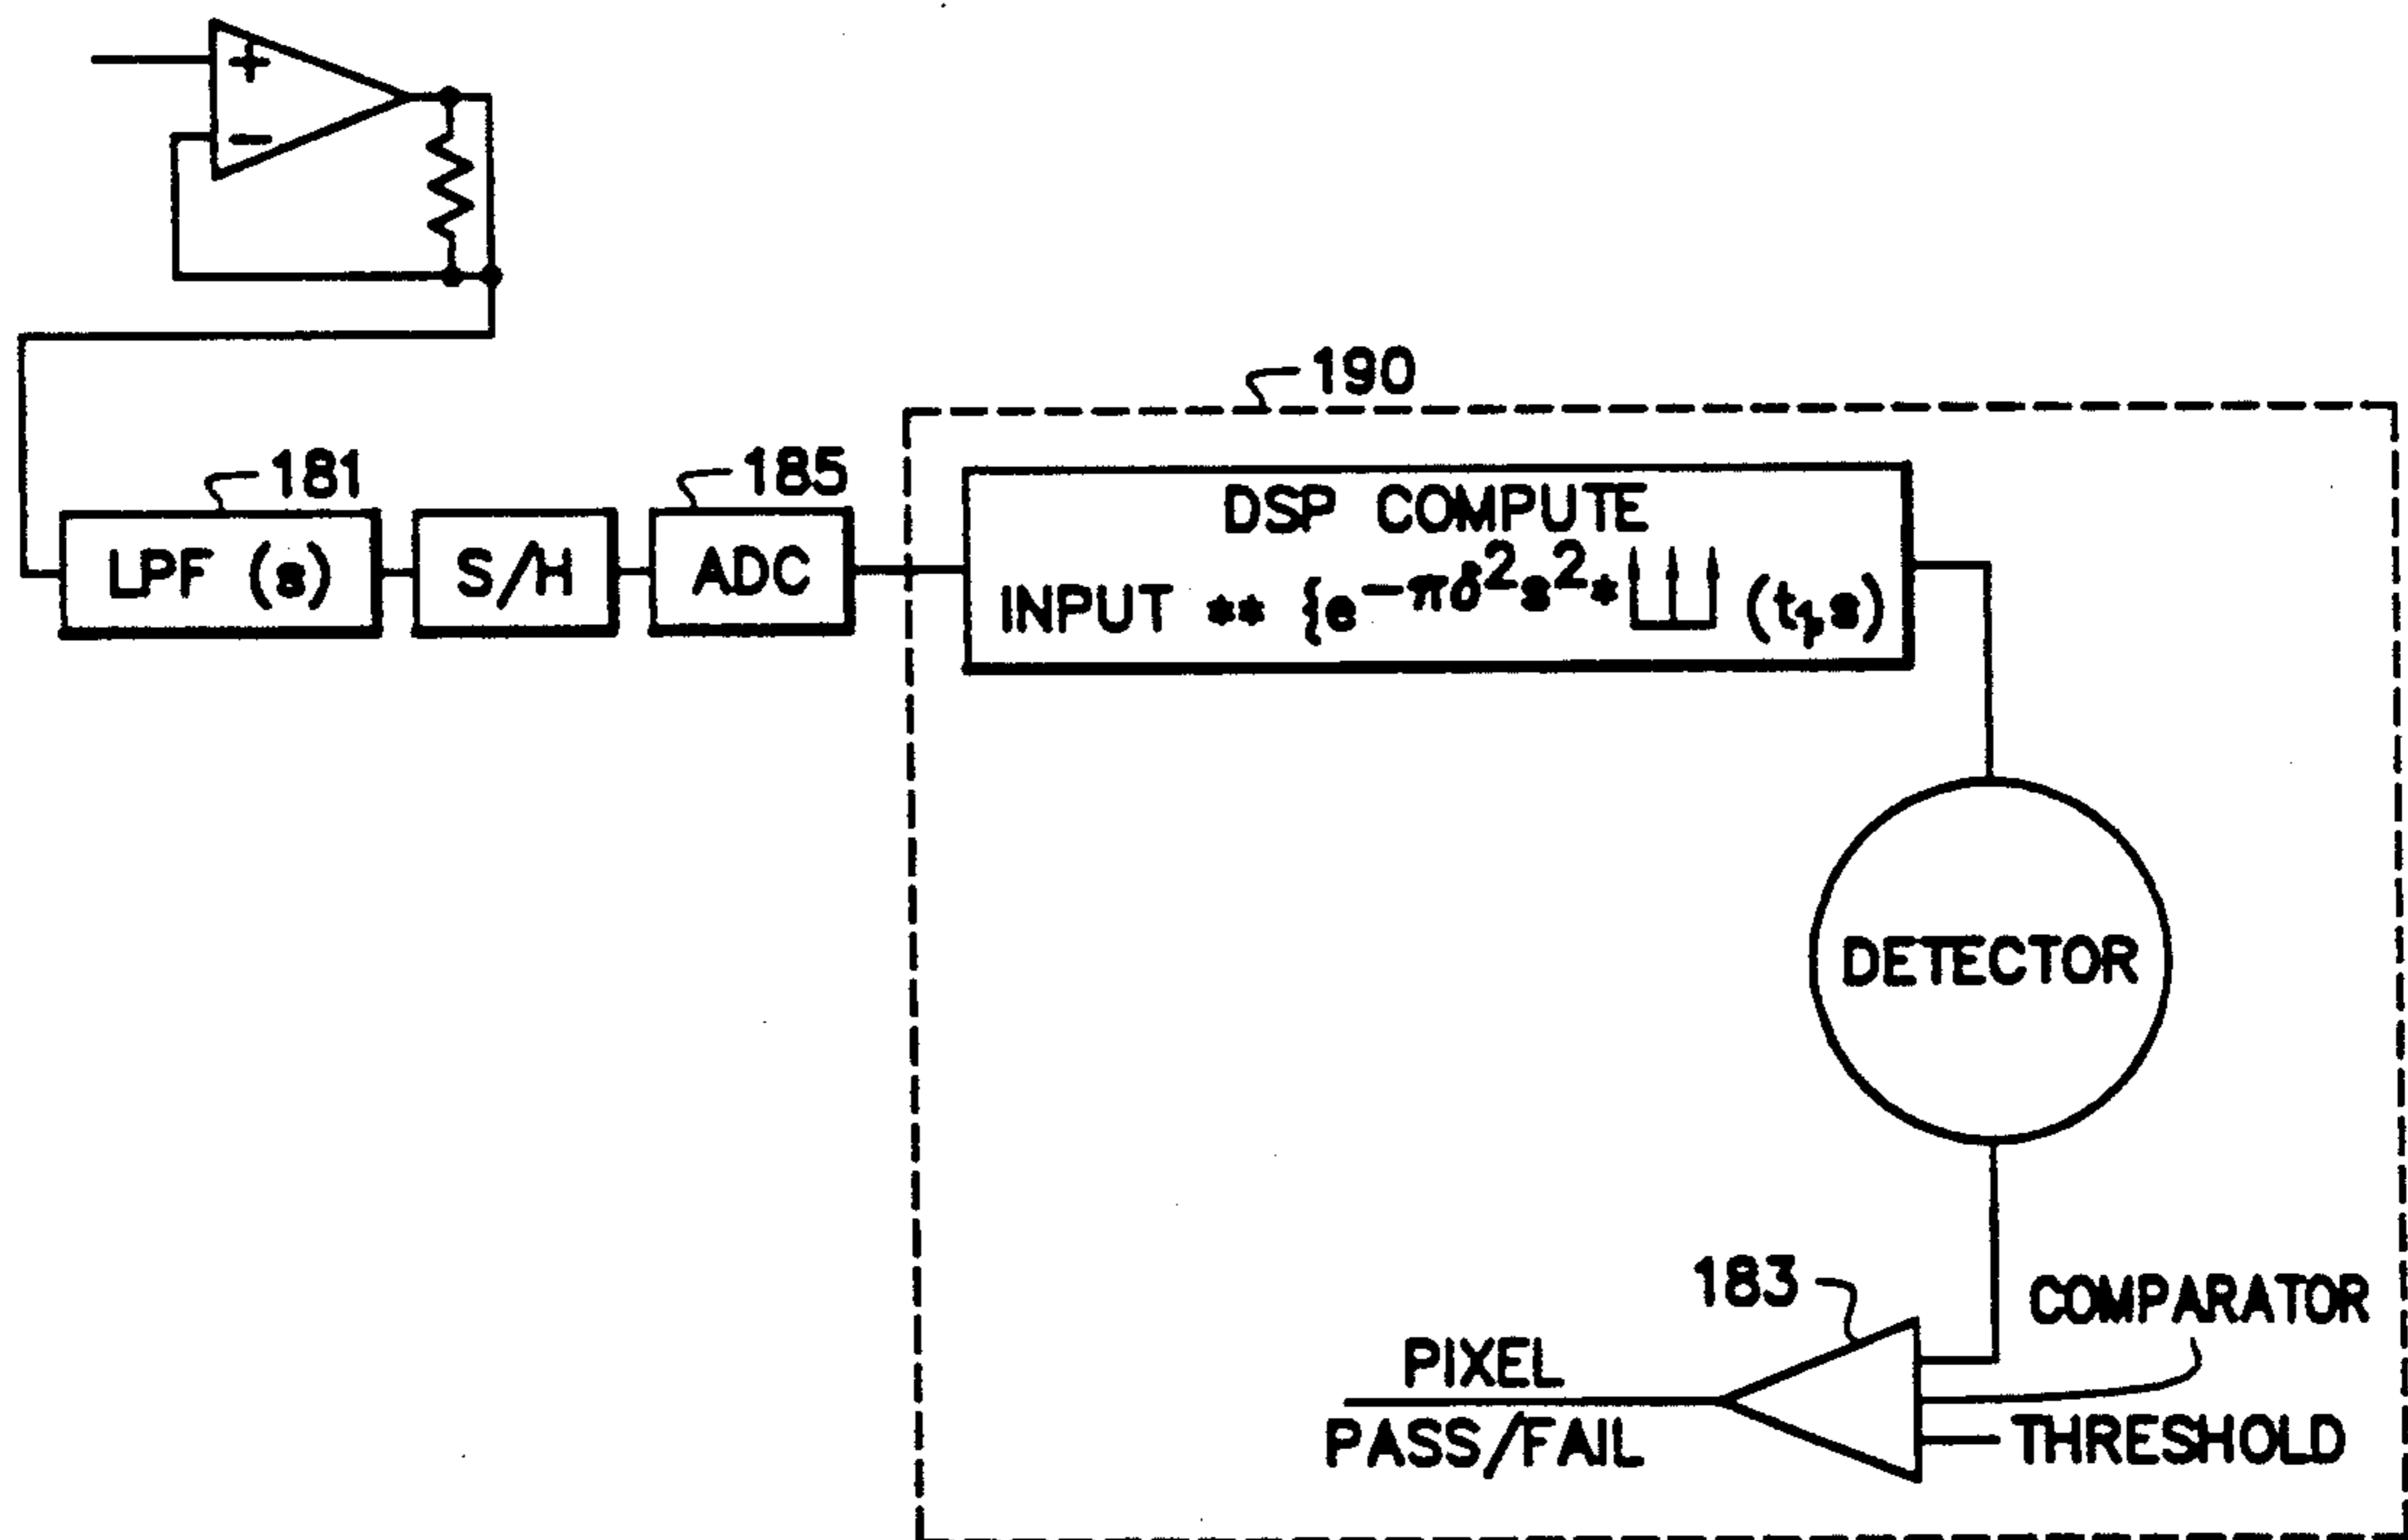 +
−
190
181
185
LPF (s)
S/H
ADC
DSP COMPUTE
INPUT ** {e^−πδ²s² * (t₁,s)
DETECTOR
183
COMPARATOR
PIXEL
PASS/FAIL
THRESHOLD